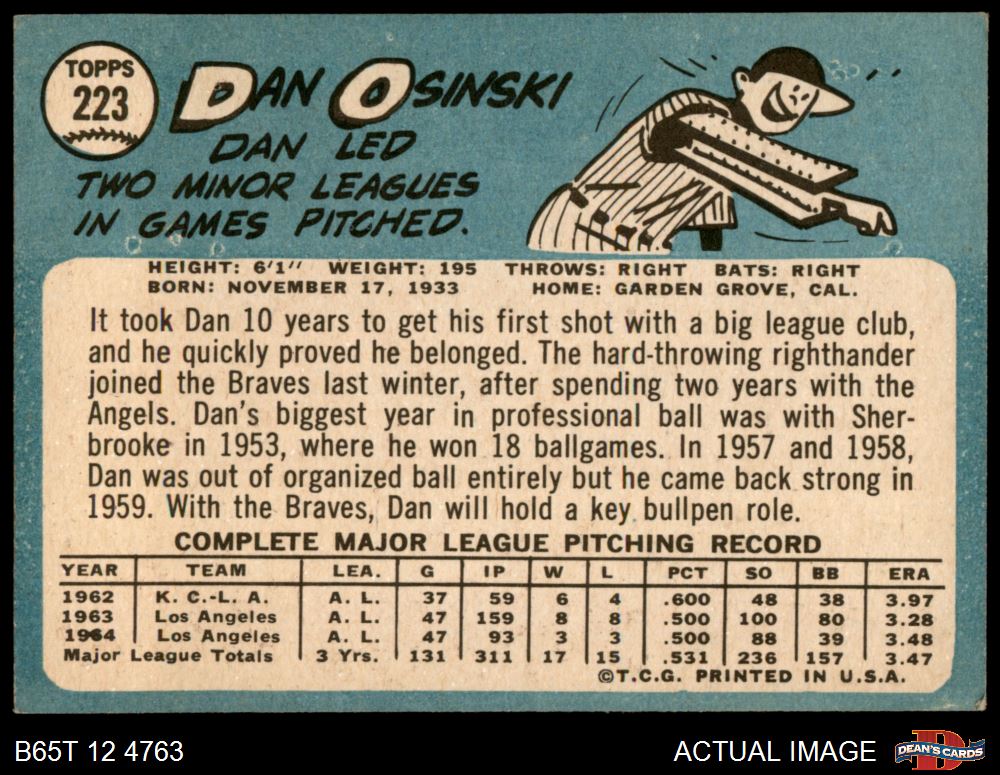 TOPPS
223
DAN OSINSKI
DAN LED
TWO MINOR LEAGUES
IN GAMES PITCHED.
HEIGHT: 6'1" WEIGHT: 195 THROWS: RIGHT BATS: RIGHT
BORN: NOVEMBER 17, 1933 HOME: GARDEN GROVE, CAL.
It took Dan 10 years to get his first shot with a big league club,
and he quickly proved he belonged. The hard-throwing righthander
joined the Braves last winter, after spending two years with the
Angels. Dan's biggest year in professional ball was with Sher-
brooke in 1953, where he won 18 ballgames. In 1957 and 1958,
Dan was out of organized ball entirely but he came back strong in
1959. With the Braves, Dan will hold a key bullpen role.
COMPLETE MAJOR LEAGUE PITCHING RECORD
YEAR TEAM LEA. G IP W L PCT SO BB ERA
1962 K. C.-L. A. A. L. 37 59 6 4 .600 48 38 3.97
1963 Los Angeles A. L. 47 159 8 8 .500 100 80 3.28
1964 Los Angeles A. L. 47 93 3 3 .500 88 39 3.48
Major League Totals 3 Yrs. 131 311 17 15 .531 236 157 3.47
©T.C.G. PRINTED IN U.S.A.
B65T 12 4763 ACTUAL IMAGE DEAN'S CARDS